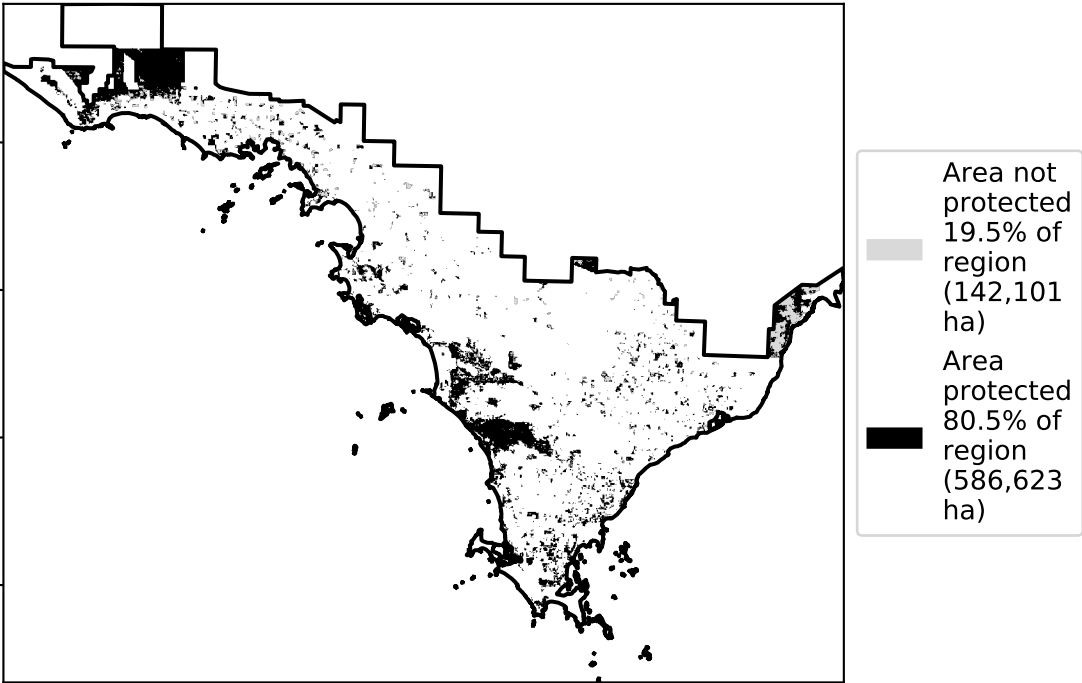 Area not
protected
19.5% of
region
(142,101
ha)
Area
protected
80.5% of
region
(586,623
ha)